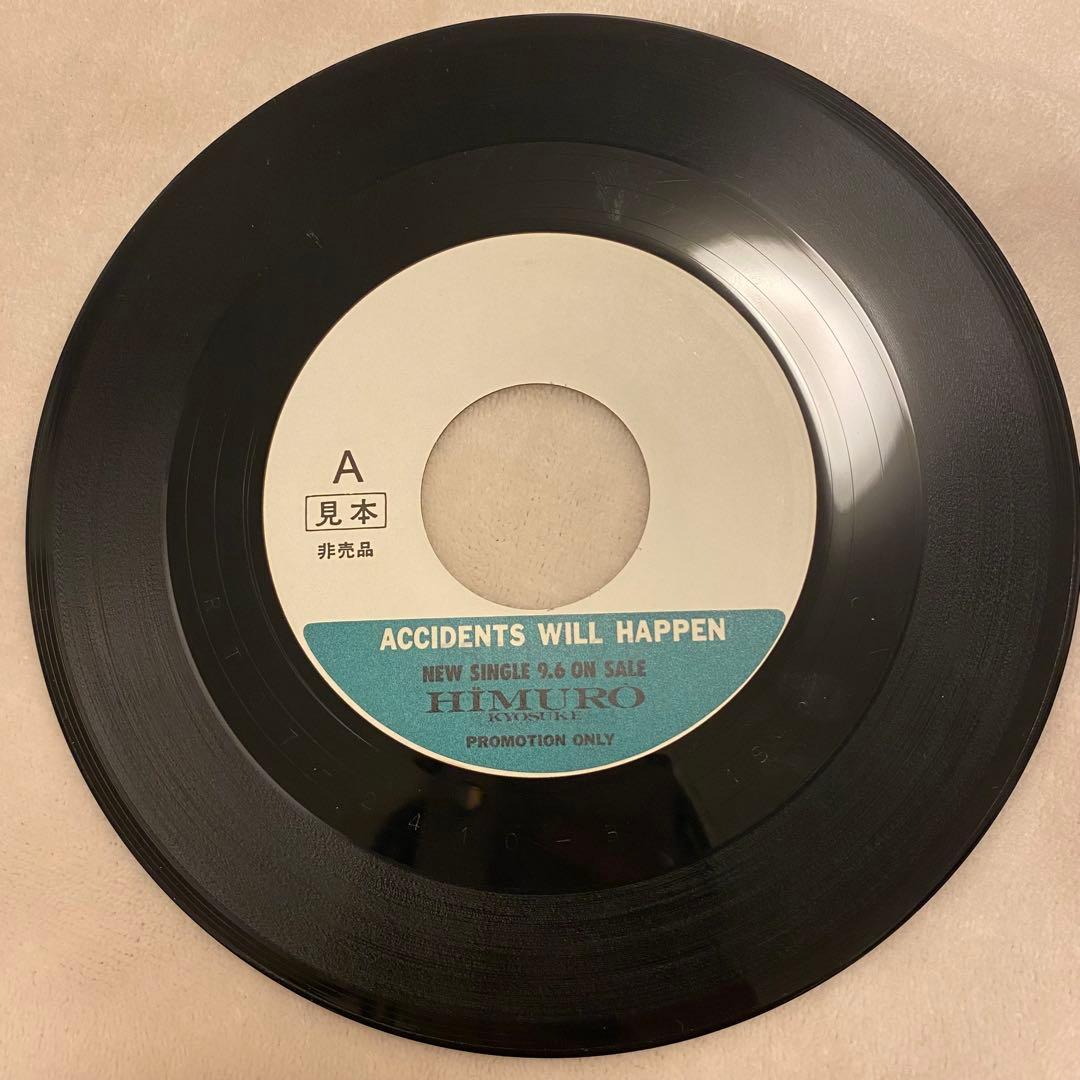 A
見本
非売品
ACCIDENTS WILL HAPPEN
NEW SINGLE 9.6 ON SALE
HIMURO
KYOSUKE
PROMOTION ONLY